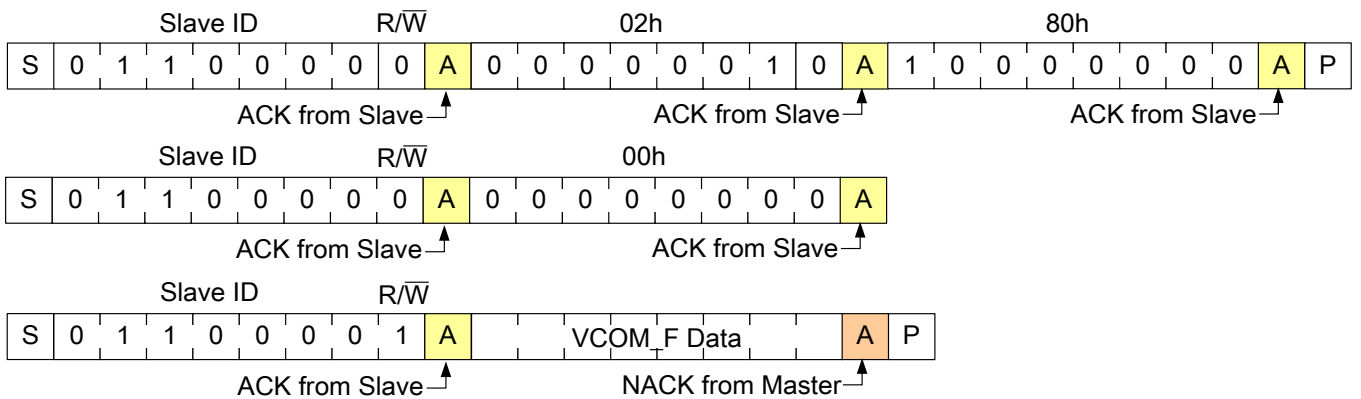 Slave ID R/W̅ 02h 80h
S 0 1 1 0 0 0 0 0 A 0 0 0 0 0 0 1 0 A 1 0 0 0 0 0 0 0 A P
ACK from Slave ACK from Slave ACK from Slave
Slave ID R/W̅ 00h
S 0 1 1 0 0 0 0 0 A 0 0 0 0 0 0 0 0 A
ACK from Slave ACK from Slave
Slave ID R/W̅
S 0 1 1 0 0 0 0 1 A VCOM_F Data A P
ACK from Slave NACK from Master